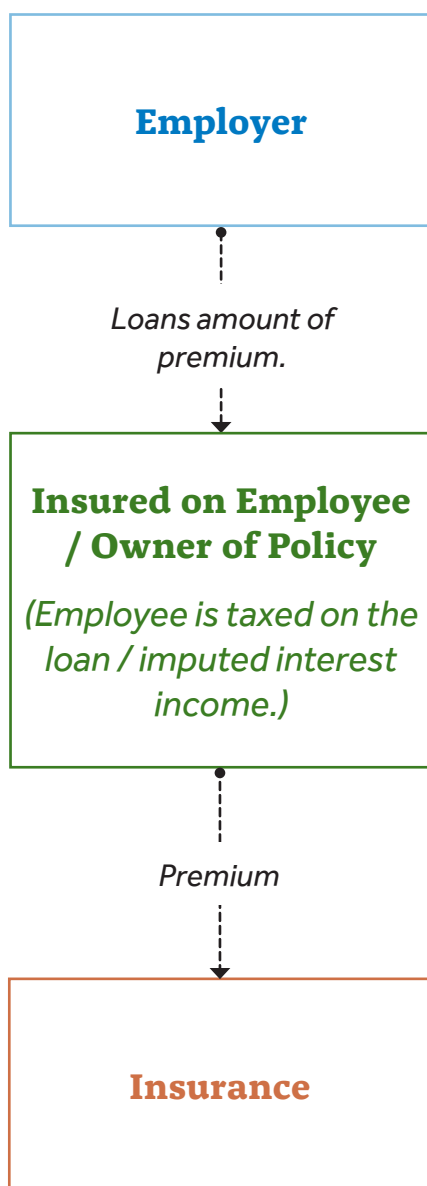 Employer
Loans amount of
premium.
Insured on Employee
/ Owner of Policy
(Employee is taxed on the
loan / imputed interest
income.)
Premium
Insurance